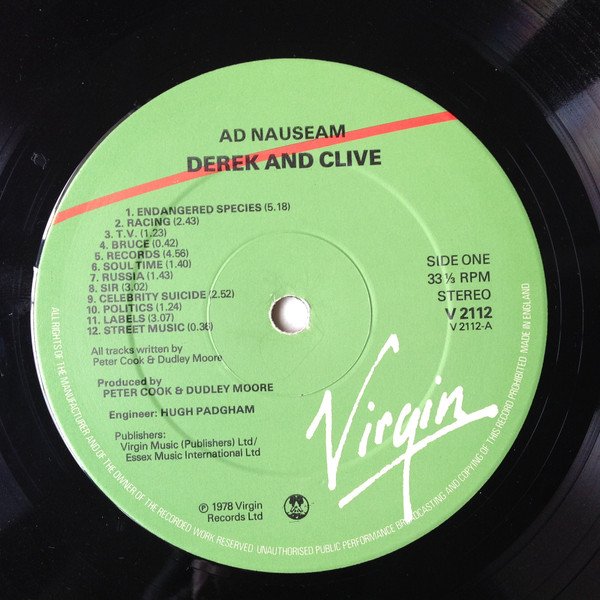 AD NAUSEAM
DEREK AND CLIVE
1. ENDANGERED SPECIES (5.18)
2. RACING (2.43)
3. T.V. (1.23)
4. BRUCE (0.42)
5. RECORDS (4.56)
6. SOUL TIME (1.40)
7. RUSSIA (1.43)
8. SIR (3.02)
9. CELEBRITY SUICIDE (2.52)
10. POLITICS (1.24)
11. LABELS (3.07)
12. STREET MUSIC (0.36)
SIDE ONE
33⅓ RPM
STEREO
V 2112
V 2112-A
All tracks written by
Peter Cook & Dudley Moore
Produced by
PETER COOK & DUDLEY MOORE
Engineer: HUGH PADGHAM
Publishers:
Virgin Music (Publishers) Ltd/
Essex Music International Ltd
Virgin
℗ 1978 Virgin
Records Ltd
ALL RIGHTS OF THE MANUFACTURER AND OF THE OWNER OF THE RECORDED WORK RESERVED UNAUTHORISED PUBLIC PERFORMANCE BROADCASTING AND COPYING OF THIS RECORD PROHIBITED MADE IN ENGLAND